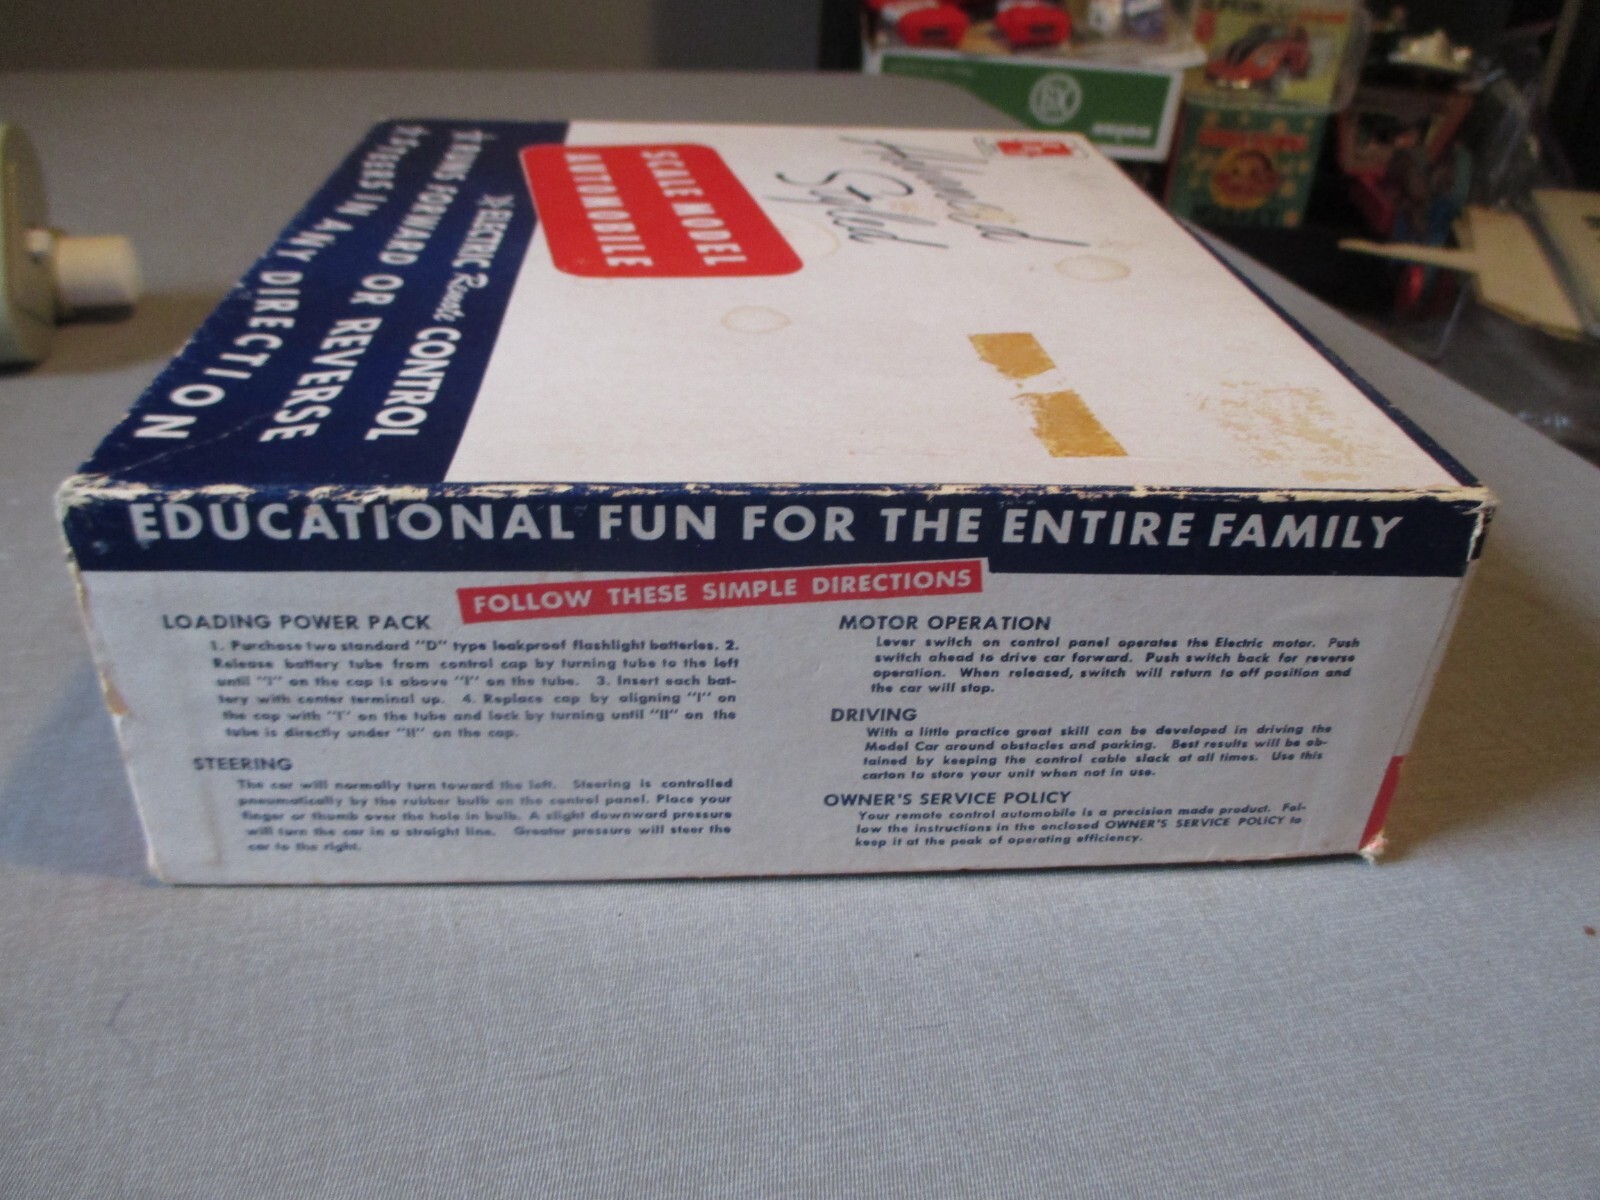 Advanced
Styled
SCALE MODEL
AUTOMOBILE
ELECTRIC Remote CONTROL
RUNS FORWARD OR REVERSE
STEERS IN ANY DIRECTION
EDUCATIONAL FUN FOR THE ENTIRE FAMILY
FOLLOW THESE SIMPLE DIRECTIONS
LOADING POWER PACK
1. Purchase two standard "D" type leakproof flashlight batteries. 2.
Release battery tube from control cap by turning tube to the left
until "I" on the cap is above "I" on the tube. 3. Insert each bat-
tery with center terminal up. 4. Replace cap by aligning "I" on
the cap with "I" on the tube and lock by turning until "II" on the
tube is directly under "II" on the cap.
STEERING
The car will normally turn toward the left. Steering is controlled
pneumatically by the rubber bulb on the control panel. Place your
finger or thumb over the hole in bulb. A slight downward pressure
will turn the car in a straight line. Greater pressure will steer the
car to the right.
MOTOR OPERATION
Lever switch on control panel operates the Electric motor. Push
switch ahead to drive car forward. Push switch back for reverse
operation. When released, switch will return to off position and
the car will stop.
DRIVING
With a little practice great skill can be developed in driving the
Model Car around obstacles and parking. Best results will be ob-
tained by keeping the control cable slack at all times. Use this
carton to store your unit when not in use.
OWNER'S SERVICE POLICY
Your remote control automobile is a precision made product. Fol-
low the instructions in the enclosed OWNER'S SERVICE POLICY to
keep it at the peak of operating efficiency.